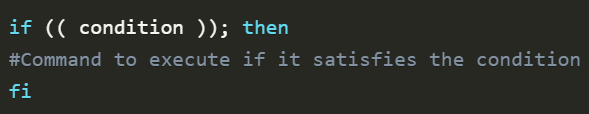 if (( condition )); then
#Command to execute if it satisfies the condition
fi